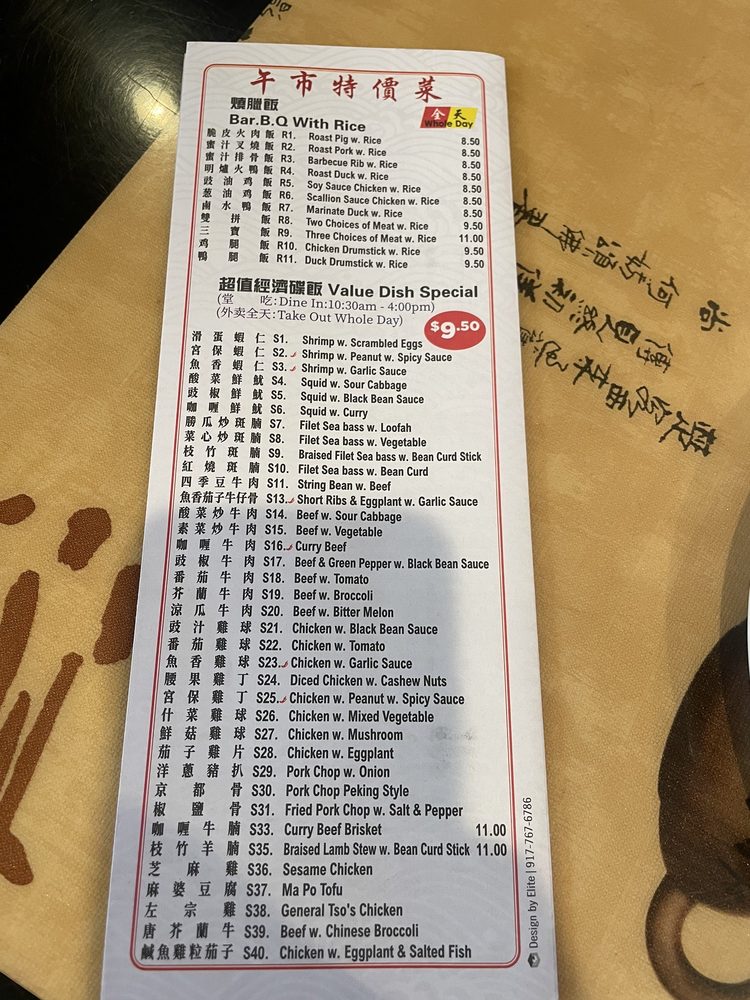 午市特價菜
燒臘飯
Bar.B.Q With Rice
全天
Whole Day
脆皮火肉飯 R1. Roast Pig w. Rice 8.50
蜜汁叉燒飯 R2. Roast Pork w. Rice 8.50
蜜汁排骨飯 R3. Barbecue Rib w. Rice 8.50
明爐火鴨飯 R4. Roast Duck w. Rice 8.50
豉油鸡飯 R5. Soy Sauce Chicken w. Rice 8.50
葱油鸡飯 R6. Scallion Sauce Chicken w. Rice 8.50
鹵水鴨飯 R7. Marinate Duck w. Rice 8.50
雙拼飯 R8. Two Choices of Meat w. Rice 9.50
三寶飯 R9. Three Choices of Meat w. Rice 11.00
鸡腿飯 R10. Chicken Drumstick w. Rice 9.50
鴨腿飯 R11. Duck Drumstick w. Rice 9.50
超值經濟碟飯 Value Dish Special
(堂吃:Dine In:10:30am - 4:00pm)
(外卖全天:Take Out Whole Day)
$9.50
滑蛋蝦仁 S1. Shrimp w. Scrambled Eggs
宮保蝦仁 S2. Shrimp w. Peanut w. Spicy Sauce
魚香蝦仁 S3. Shrimp w. Garlic Sauce
酸菜鮮魷 S4. Squid w. Sour Cabbage
豉椒鮮魷 S5. Squid w. Black Bean Sauce
咖喱鮮魷 S6. Squid w. Curry
勝瓜炒斑腩 S7. Filet Sea bass w. Loofah
菜心炒斑腩 S8. Filet Sea bass w. Vegetable
枝竹斑腩 S9. Braised Filet Sea bass w. Bean Curd Stick
紅燒斑腩 S10. Filet Sea bass w. Bean Curd
四季豆牛肉 S11. String Bean w. Beef
魚香茄子牛仔骨 S13. Short Ribs & Eggplant w. Garlic Sauce
酸菜炒牛肉 S14. Beef w. Sour Cabbage
素菜炒牛肉 S15. Beef w. Vegetable
咖喱牛肉 S16. Curry Beef
豉椒牛肉 S17. Beef & Green Pepper w. Black Bean Sauce
番茄牛肉 S18. Beef w. Tomato
芥蘭牛肉 S19. Beef w. Broccoli
涼瓜牛肉 S20. Beef w. Bitter Melon
豉汁雞球 S21. Chicken w. Black Bean Sauce
番茄雞球 S22. Chicken w. Tomato
魚香雞球 S23. Chicken w. Garlic Sauce
腰果雞丁 S24. Diced Chicken w. Cashew Nuts
宮保雞丁 S25. Chicken w. Peanut w. Spicy Sauce
什菜雞球 S26. Chicken w. Mixed Vegetable
鮮菇雞球 S27. Chicken w. Mushroom
茄子雞片 S28. Chicken w. Eggplant
洋蔥豬扒 S29. Pork Chop w. Onion
京都骨 S30. Pork Chop Peking Style
椒鹽骨 S31. Fried Pork Chop w. Salt & Pepper
咖喱牛腩 S33. Curry Beef Brisket 11.00
枝竹羊腩 S35. Braised Lamb Stew w. Bean Curd Stick 11.00
芝麻雞 S36. Sesame Chicken
麻婆豆腐 S37. Ma Po Tofu
左宗雞 S38. General Tso's Chicken
唐芥蘭牛 S39. Beef w. Chinese Broccoli
鹹魚雞粒茄子 S40. Chicken w. Eggplant & Salted Fish
Design by Elite | 917-767-6786